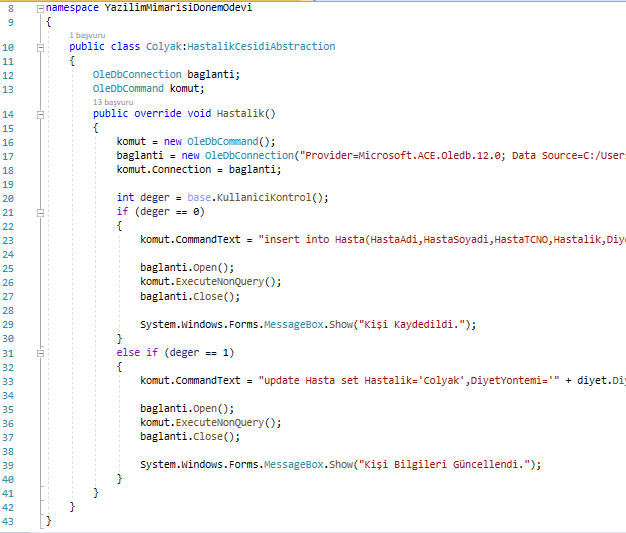 8 namespace YazilimMimarisiDonemOdevi
9 {
1 başvuru
10 public class Colyak:HastalikCesidiAbstraction
11 {
12 OleDbConnection baglanti;
13 OleDbCommand komut;
13 başvuru
14 public override void Hastalik()
15 {
16 komut = new OleDbCommand();
17 baglanti = new OleDbConnection("Provider=Microsoft.ACE.Oledb.12.0; Data Source=C:/User
18 komut.Connection = baglanti;
19
20 int deger = base.KullaniciKontrol();
21 if (deger == 0)
22 {
23 komut.CommandText = "insert into Hasta(HastaAdi,HastaSoyadi,HastaTCNO,Hastalik,Diye
24
25 baglanti.Open();
26 komut.ExecuteNonQuery();
27 baglanti.Close();
28
29 System.Windows.Forms.MessageBox.Show("Kişi Kaydedildi.");
30 }
31 else if (deger == 1)
32 {
33 komut.CommandText = "update Hasta set Hastalik='Colyak',DiyetYontemi='" + diyet.Diy
34
35 baglanti.Open();
36 komut.ExecuteNonQuery();
37 baglanti.Close();
38
39 System.Windows.Forms.MessageBox.Show("Kişi Bilgileri Güncellendi.");
40 }
41 }
42 }
43 }